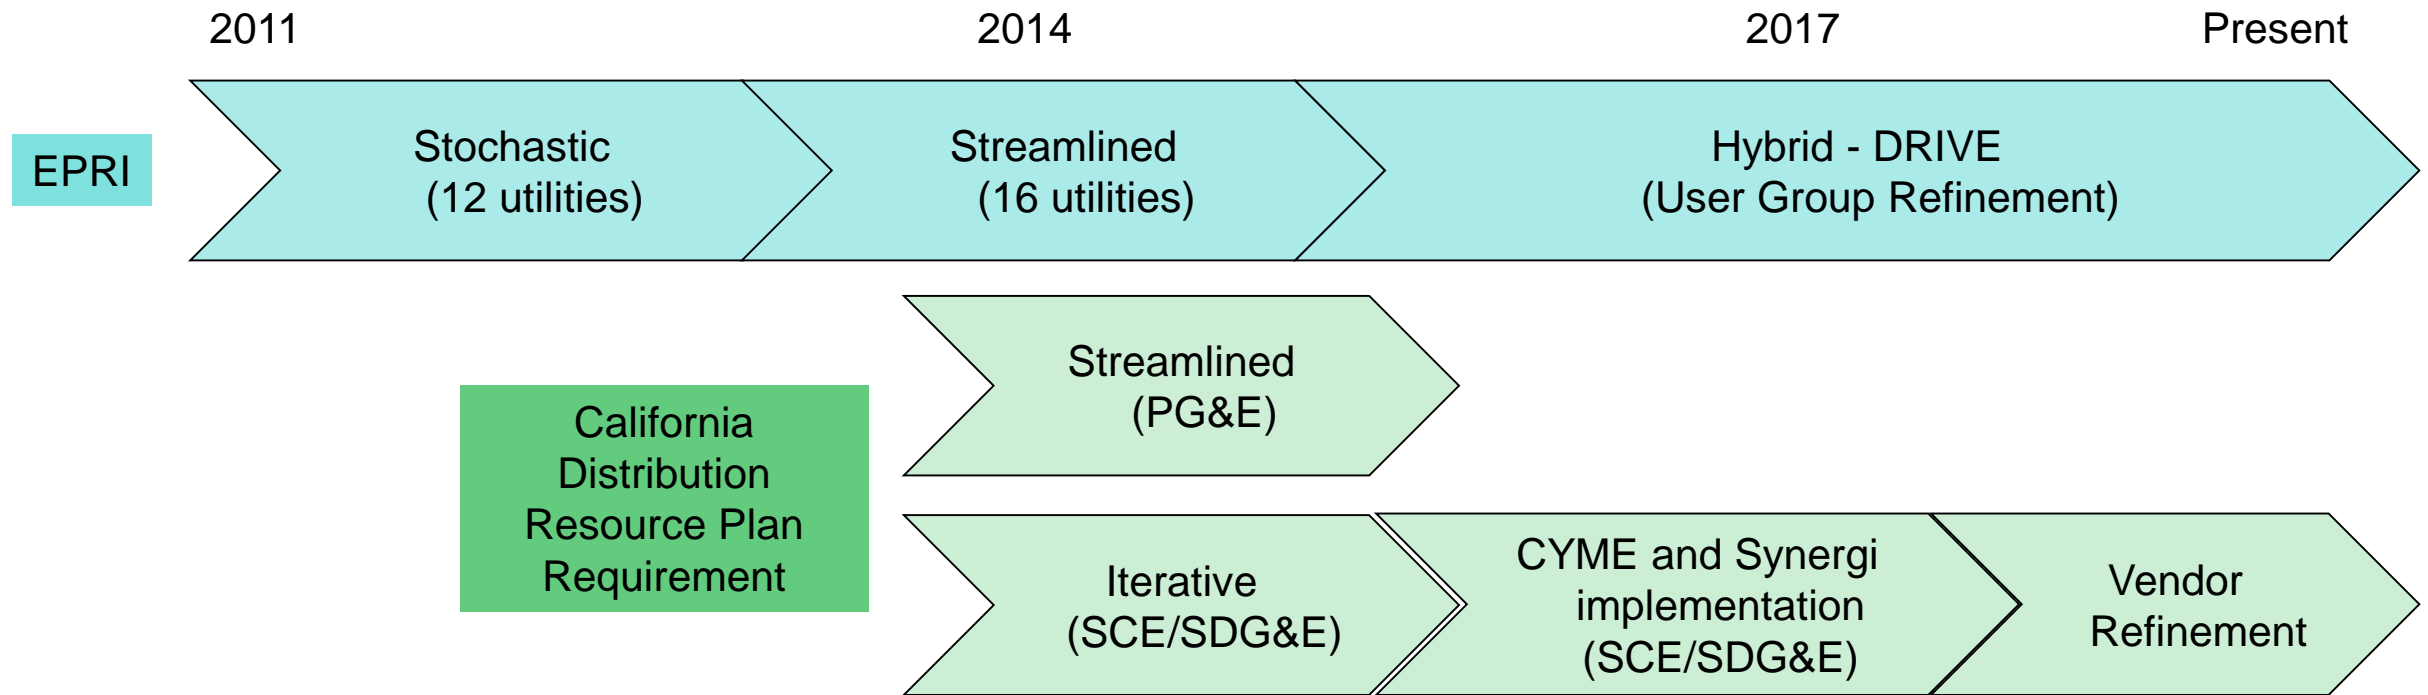 2011
2014
2017
Present
EPRI
Stochastic
(12 utilities)
Streamlined
(16 utilities)
Hybrid - DRIVE
(User Group Refinement)
California
Distribution
Resource Plan
Requirement
Streamlined
(PG&E)
Iterative
(SCE/SDG&E)
CYME and Synergi
implementation
(SCE/SDG&E)
Vendor
Refinement